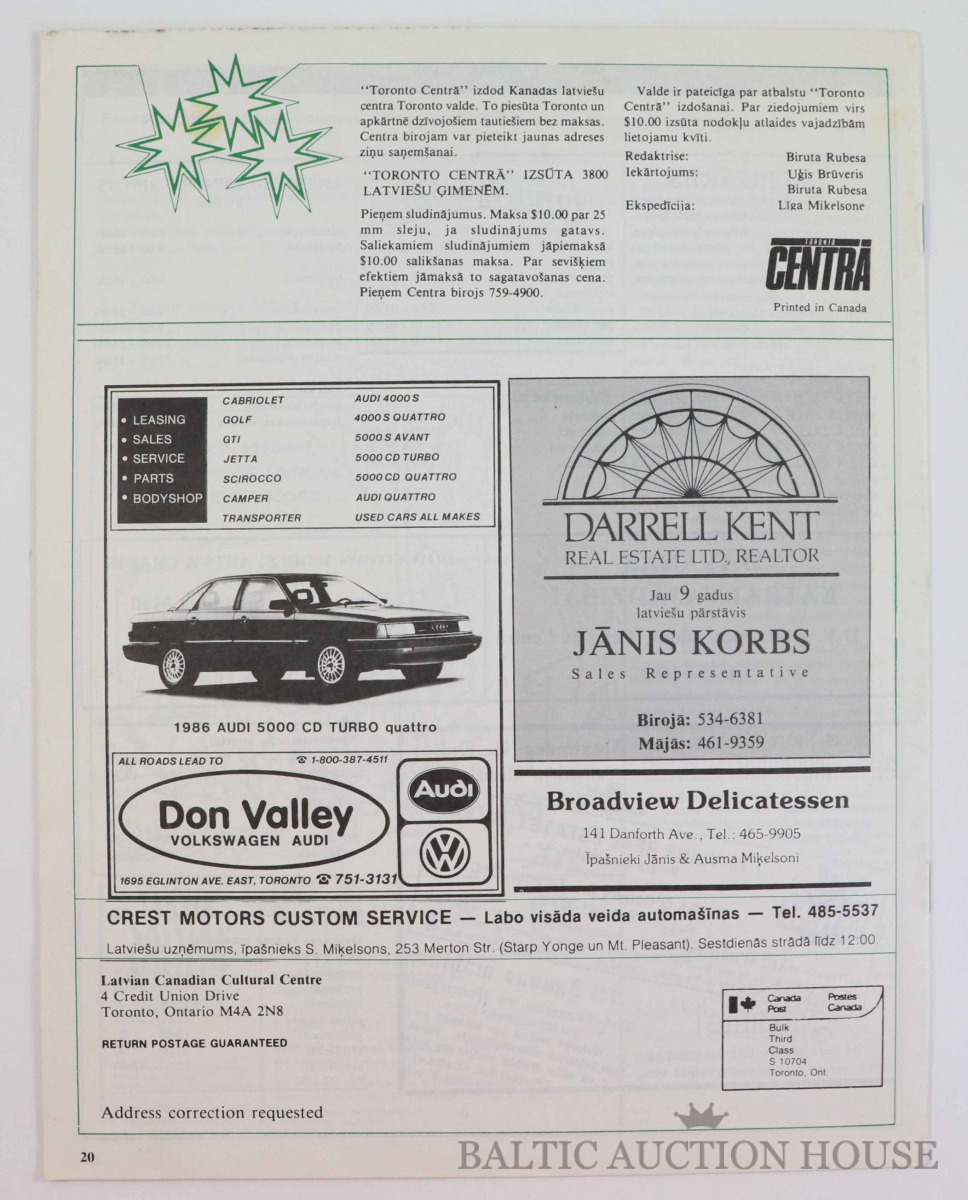 "Toronto Centrā" izdod Kanadas latviešu
centra Toronto valde. To piesūta Toronto un
apkārtnē dzīvojošiem tautiešiem bez maksas.
Centra birojam var pieteikt jaunas adreses
ziņu saņemšanai.
"TORONTO CENTRĀ" IZSŪTA 3800
LATVIEŠU ĢIMENĒM.
Pieņem sludinājumus. Maksa $10.00 par 25
mm sleju, ja sludinājums gatavs.
Saliekamiem sludinājumiem jāpiemaksā
$10.00 salikšanas maksa. Par sevišķiem
efektiem jāmaksā to sagatavošanas cena.
Pieņem Centra birojs 759-4900.
Valde ir pateicīga par atbalstu "Toronto
Centrā" izdošanai. Par ziedojumiem virs
$10.00 izsūta nodokļu atlaides vajadzībām
lietojamu kvīti.
Redaktrise: Biruta Rubesa
Iekārtojums: Uģis Brūveris
Biruta Rubesa
Ekspedīcija: Līga Miķelsone
TORONTO
CENTRĀ
Printed in Canada
• LEASING
• SALES
• SERVICE
• PARTS
• BODYSHOP
CABRIOLET AUDI 4000 S
GOLF 4000 S QUATTRO
GTI 5000 S AVANT
JETTA 5000 CD TURBO
SCIROCCO 5000 CD QUATTRO
CAMPER AUDI QUATTRO
TRANSPORTER USED CARS ALL MAKES
1986 AUDI 5000 CD TURBO quattro
ALL ROADS LEAD TO ☎ 1-800-387-4511
Don Valley
VOLKSWAGEN AUDI
Audi
1695 EGLINTON AVE. EAST, TORONTO ☎ 751-3131
DARRELL KENT
REAL ESTATE LTD., REALTOR
Jau 9 gadus
latviešu pārstāvis
JĀNIS KORBS
Sales Representative
Birojā: 534-6381
Mājās: 461-9359
Broadview Delicatessen
141 Danforth Ave., Tel.: 465-9905
Īpašnieki Jānis & Ausma Miķelsoni
CREST MOTORS CUSTOM SERVICE — Labo visāda veida automašīnas — Tel. 485-5537
Latviešu uzņēmums, īpašnieks S. Miķelsons, 253 Merton Str. (Starp Yonge un Mt. Pleasant). Sestdienās strādā līdz 12:00.
Latvian Canadian Cultural Centre
4 Credit Union Drive
Toronto, Ontario M4A 2N8
RETURN POSTAGE GUARANTEED
Canada Postes
Post Canada
Bulk
Third
Class
S 10704
Toronto, Ont.
Address correction requested
20
BALTIC AUCTION HOUSE